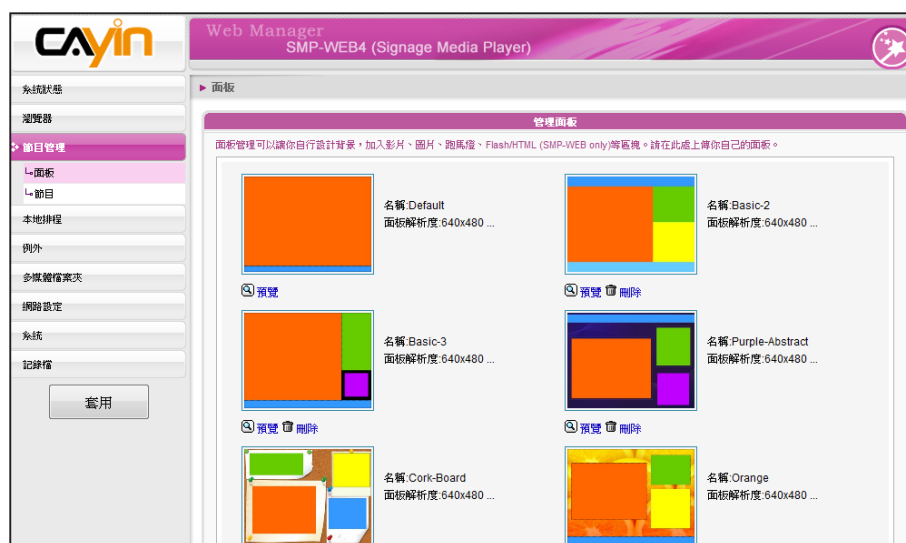 CAYIN
Web Manager
SMP-WEB4 (Signage Media Player)
系統狀態
瀏覽器
節目管理
面板
節目
本地排程
例外
多媒體檔案夾
網路設定
系統
記錄檔
套用
面板
管理面板
面板管理可以讓你自行設計背景，加入影片、圖片、跑馬燈、Flash/HTML (SMP-WEB only)等區塊。請在此處上傳你自己的面板。
名稱:Default
面板解析度:640x480 ...
預覽
名稱:Basic-2
面板解析度:640x480 ...
預覽 刪除
名稱:Basic-3
面板解析度:640x480 ...
預覽 刪除
名稱:Purple-Abstract
面板解析度:640x480 ...
預覽 刪除
名稱:Cork-Board
面板解析度:640x480 ...
名稱:Orange
面板解析度:640x480 ...